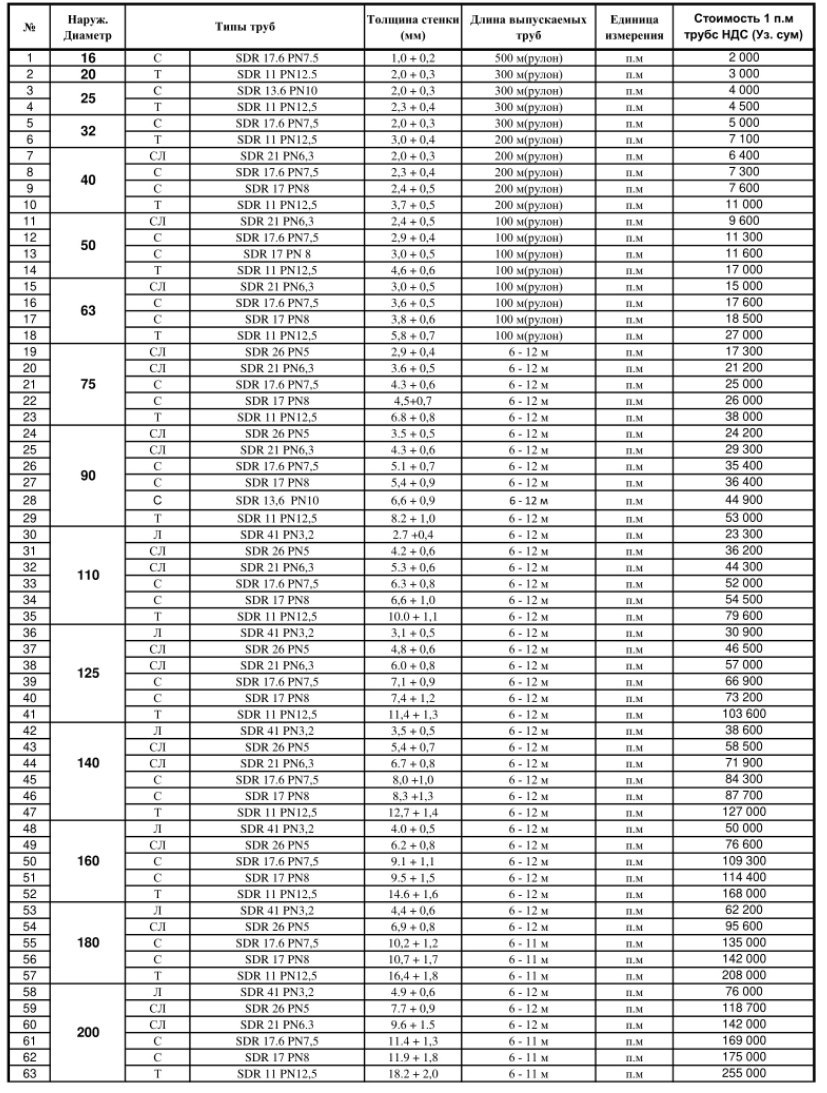 № Наруж. Диаметр Типы труб Толщина стенки (мм) Длина выпускаемых труб Единица измерения Стоимость 1 п.м трубс НДС (Уз. сум)
1 16 С SDR 17.6 PN7.5 1,0 + 0,2 500 м(рулон) п.м 2 000
2 20 Т SDR 11 PN12.5 2,0 + 0,3 300 м(рулон) п.м 3 000
3 25 С SDR 13.6 PN10 2,0 + 0,3 300 м(рулон) п.м 4 000
4 Т SDR 11 PN12,5 2,3 + 0,4 300 м(рулон) п.м 4 500
5 32 С SDR 17.6 PN7,5 2,0 + 0,3 300 м(рулон) п.м 5 000
6 Т SDR 11 PN12,5 3,0 + 0,4 200 м(рулон) п.м 7 100
7 40 СЛ SDR 21 PN6,3 2,0 + 0,3 200 м(рулон) п.м 6 400
8 С SDR 17.6 PN7,5 2,3 + 0,4 200 м(рулон) п.м 7 300
9 С SDR 17 PN8 2,4 + 0,5 200 м(рулон) п.м 7 600
10 Т SDR 11 PN12,5 3,7 + 0,5 200 м(рулон) п.м 11 000
11 50 СЛ SDR 21 PN6,3 2,4 + 0,5 100 м(рулон) п.м 9 600
12 С SDR 17.6 PN7,5 2,9 + 0,4 100 м(рулон) п.м 11 300
13 С SDR 17 PN 8 3,0 + 0,5 100 м(рулон) п.м 11 600
14 Т SDR 11 PN12,5 4,6 + 0,6 100 м(рулон) п.м 17 000
15 63 СЛ SDR 21 PN6,3 3,0 + 0,5 100 м(рулон) п.м 15 000
16 С SDR 17.6 PN7,5 3,6 + 0,5 100 м(рулон) п.м 17 600
17 С SDR 17 PN8 3,8 + 0,6 100 м(рулон) п.м 18 500
18 Т SDR 11 PN12,5 5,8 + 0,7 100 м(рулон) п.м 27 000
19 75 СЛ SDR 26 PN5 2,9 + 0,4 6 - 12 м п.м 17 300
20 СЛ SDR 21 PN6,3 3.6 + 0,5 6 - 12 м п.м 21 200
21 С SDR 17.6 PN7,5 4.3 + 0,6 6 - 12 м п.м 25 000
22 С SDR 17 PN8 4,5+0,7 6 - 12 м п.м 26 000
23 Т SDR 11 PN12,5 6.8 + 0,8 6 - 12 м п.м 38 000
24 90 СЛ SDR 26 PN5 3.5 + 0,5 6 - 12 м п.м 24 200
25 СЛ SDR 21 PN6,3 4.3 + 0,6 6 - 12 м п.м 29 300
26 С SDR 17.6 PN7,5 5.1 + 0,7 6 - 12 м п.м 35 400
27 С SDR 17 PN8 5,4 + 0,9 6 - 12 м п.м 36 400
28 С SDR 13,6 PN10 6,6 + 0,9 6 - 12 м п.м 44 900
29 Т SDR 11 PN12,5 8.2 + 1,0 6 - 12 м п.м 53 000
30 110 Л SDR 41 PN3,2 2.7 +0,4 6 - 12 м п.м 23 300
31 СЛ SDR 26 PN5 4.2 + 0,6 6 - 12 м п.м 36 200
32 СЛ SDR 21 PN6,3 5.3 + 0,6 6 - 12 м п.м 44 300
33 С SDR 17.6 PN7,5 6.3 + 0,8 6 - 12 м п.м 52 000
34 С SDR 17 PN8 6,6 + 1,0 6 - 12 м п.м 54 500
35 Т SDR 11 PN12,5 10.0 + 1,1 6 - 12 м п.м 79 600
36 125 Л SDR 41 PN3,2 3,1 + 0,5 6 - 12 м п.м 30 900
37 СЛ SDR 26 PN5 4,8 + 0,6 6 - 12 м п.м 46 500
38 СЛ SDR 21 PN6,3 6.0 + 0,8 6 - 12 м п.м 57 000
39 С SDR 17.6 PN7,5 7,1 + 0,9 6 - 12 м п.м 66 900
40 С SDR 17 PN8 7,4 + 1,2 6 - 12 м п.м 73 200
41 Т SDR 11 PN12,5 11,4 + 1,3 6 - 12 м п.м 103 600
42 140 Л SDR 41 PN3,2 3,5 + 0,5 6 - 12 м п.м 38 600
43 СЛ SDR 26 PN5 5,4 + 0,7 6 - 12 м п.м 58 500
44 СЛ SDR 21 PN6,3 6.7 + 0,8 6 - 12 м п.м 71 900
45 С SDR 17.6 PN7,5 8,0 +1,0 6 - 12 м п.м 84 300
46 С SDR 17 PN8 8,3 +1,3 6 - 12 м п.м 87 700
47 Т SDR 11 PN12,5 12,7 + 1,4 6 - 12 м п.м 127 000
48 160 Л SDR 41 PN3,2 4.0 + 0,5 6 - 12 м п.м 50 000
49 СЛ SDR 26 PN5 6.2 + 0,8 6 - 12 м п.м 76 600
50 С SDR 17.6 PN7,5 9.1 + 1,1 6 - 12 м п.м 109 300
51 С SDR 17 PN8 9.5 + 1,5 6 - 12 м п.м 114 400
52 Т SDR 11 PN12,5 14.6 + 1,6 6 - 12 м п.м 168 000
53 180 Л SDR 41 PN3,2 4,4 + 0,6 6 - 12 м п.м 62 200
54 СЛ SDR 26 PN5 6,9 + 0,8 6 - 12 м п.м 95 600
55 С SDR 17.6 PN7,5 10,2 + 1,2 6 - 11 м п.м 135 000
56 С SDR 17 PN8 10,7 + 1,7 6 - 11 м п.м 142 000
57 Т SDR 11 PN12,5 16,4 + 1,8 6 - 11 м п.м 208 000
58 200 Л SDR 41 PN3,2 4.9 + 0,6 6 - 12 м п.м 76 000
59 СЛ SDR 26 PN5 7.7 + 0,9 6 - 12 м п.м 118 700
60 СЛ SDR 21 PN6.3 9.6 + 1.5 6 - 12 м п.м 142 000
61 С SDR 17.6 PN7,5 11.4 + 1,3 6 - 11 м п.м 169 000
62 С SDR 17 PN8 11.9 + 1,8 6 - 11 м п.м 175 000
63 Т SDR 11 PN12,5 18.2 + 2,0 6 - 11 м п.м 255 000